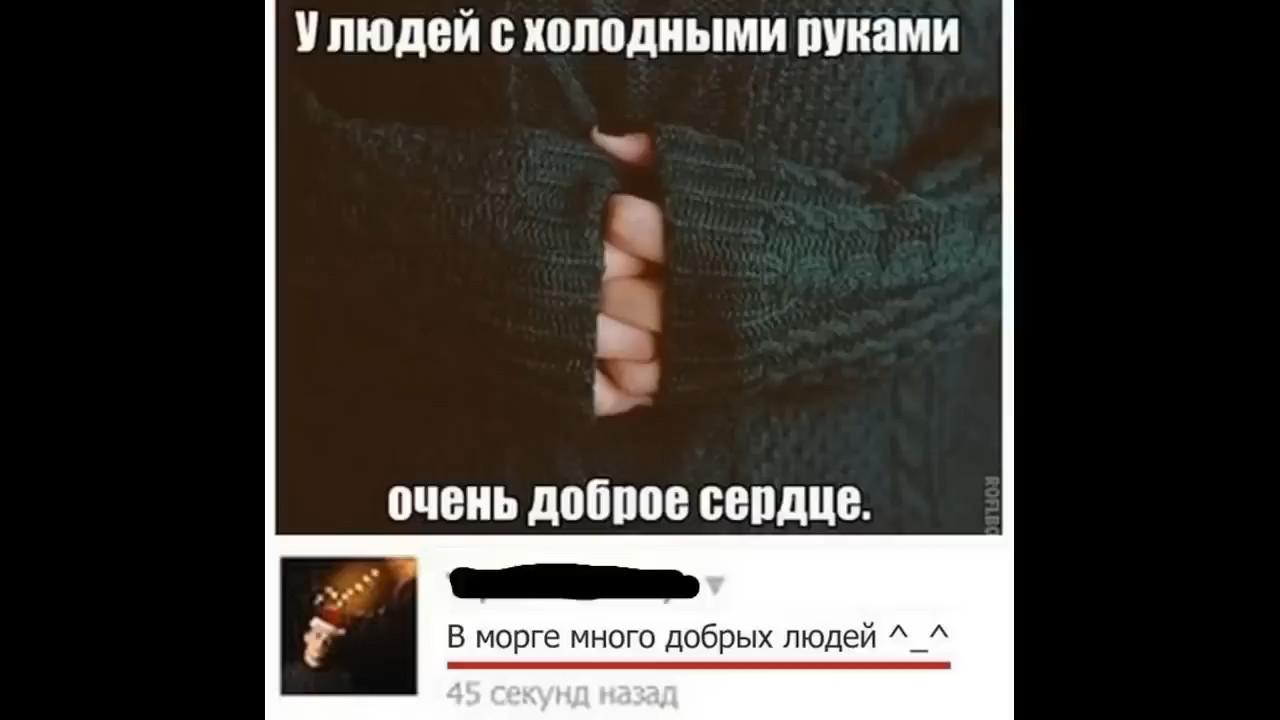 У людей с холодными руками
очень доброе сердце.
В морге много добрых людей ^_^
45 секунд назад